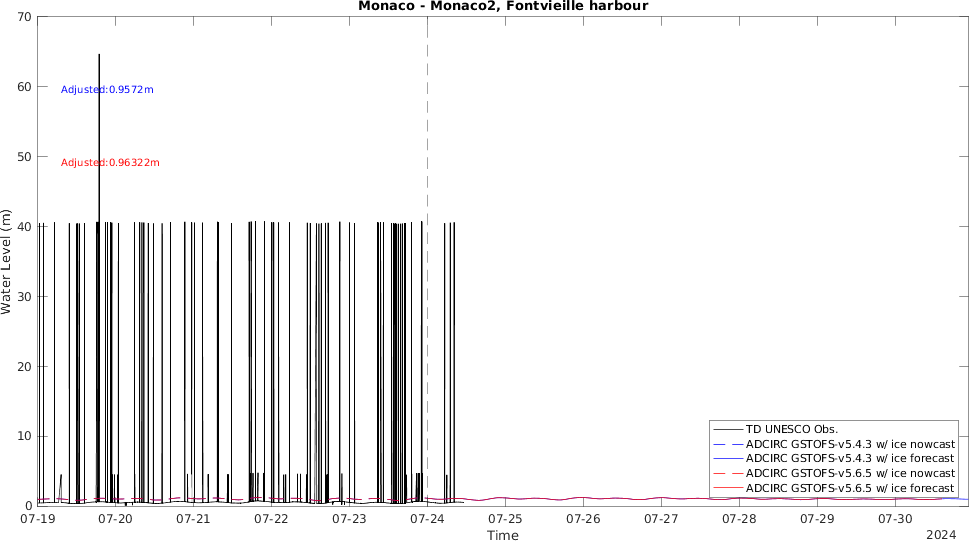 Monaco - Monaco2, Fontvieille harbour
70
60
50
40
30
20
10
0
Water Level (m)
Adjusted:0.9572m
Adjusted:0.96322m
TD UNESCO Obs.
ADCIRC GSTOFS-v5.4.3 w/ ice nowcast
ADCIRC GSTOFS-v5.4.3 w/ ice forecast
ADCIRC GSTOFS-v5.6.5 w/ ice nowcast
ADCIRC GSTOFS-v5.6.5 w/ ice forecast
07-19 07-20 07-21 07-22 07-23 07-24 07-25 07-26 07-27 07-28 07-29 07-30
Time
2024